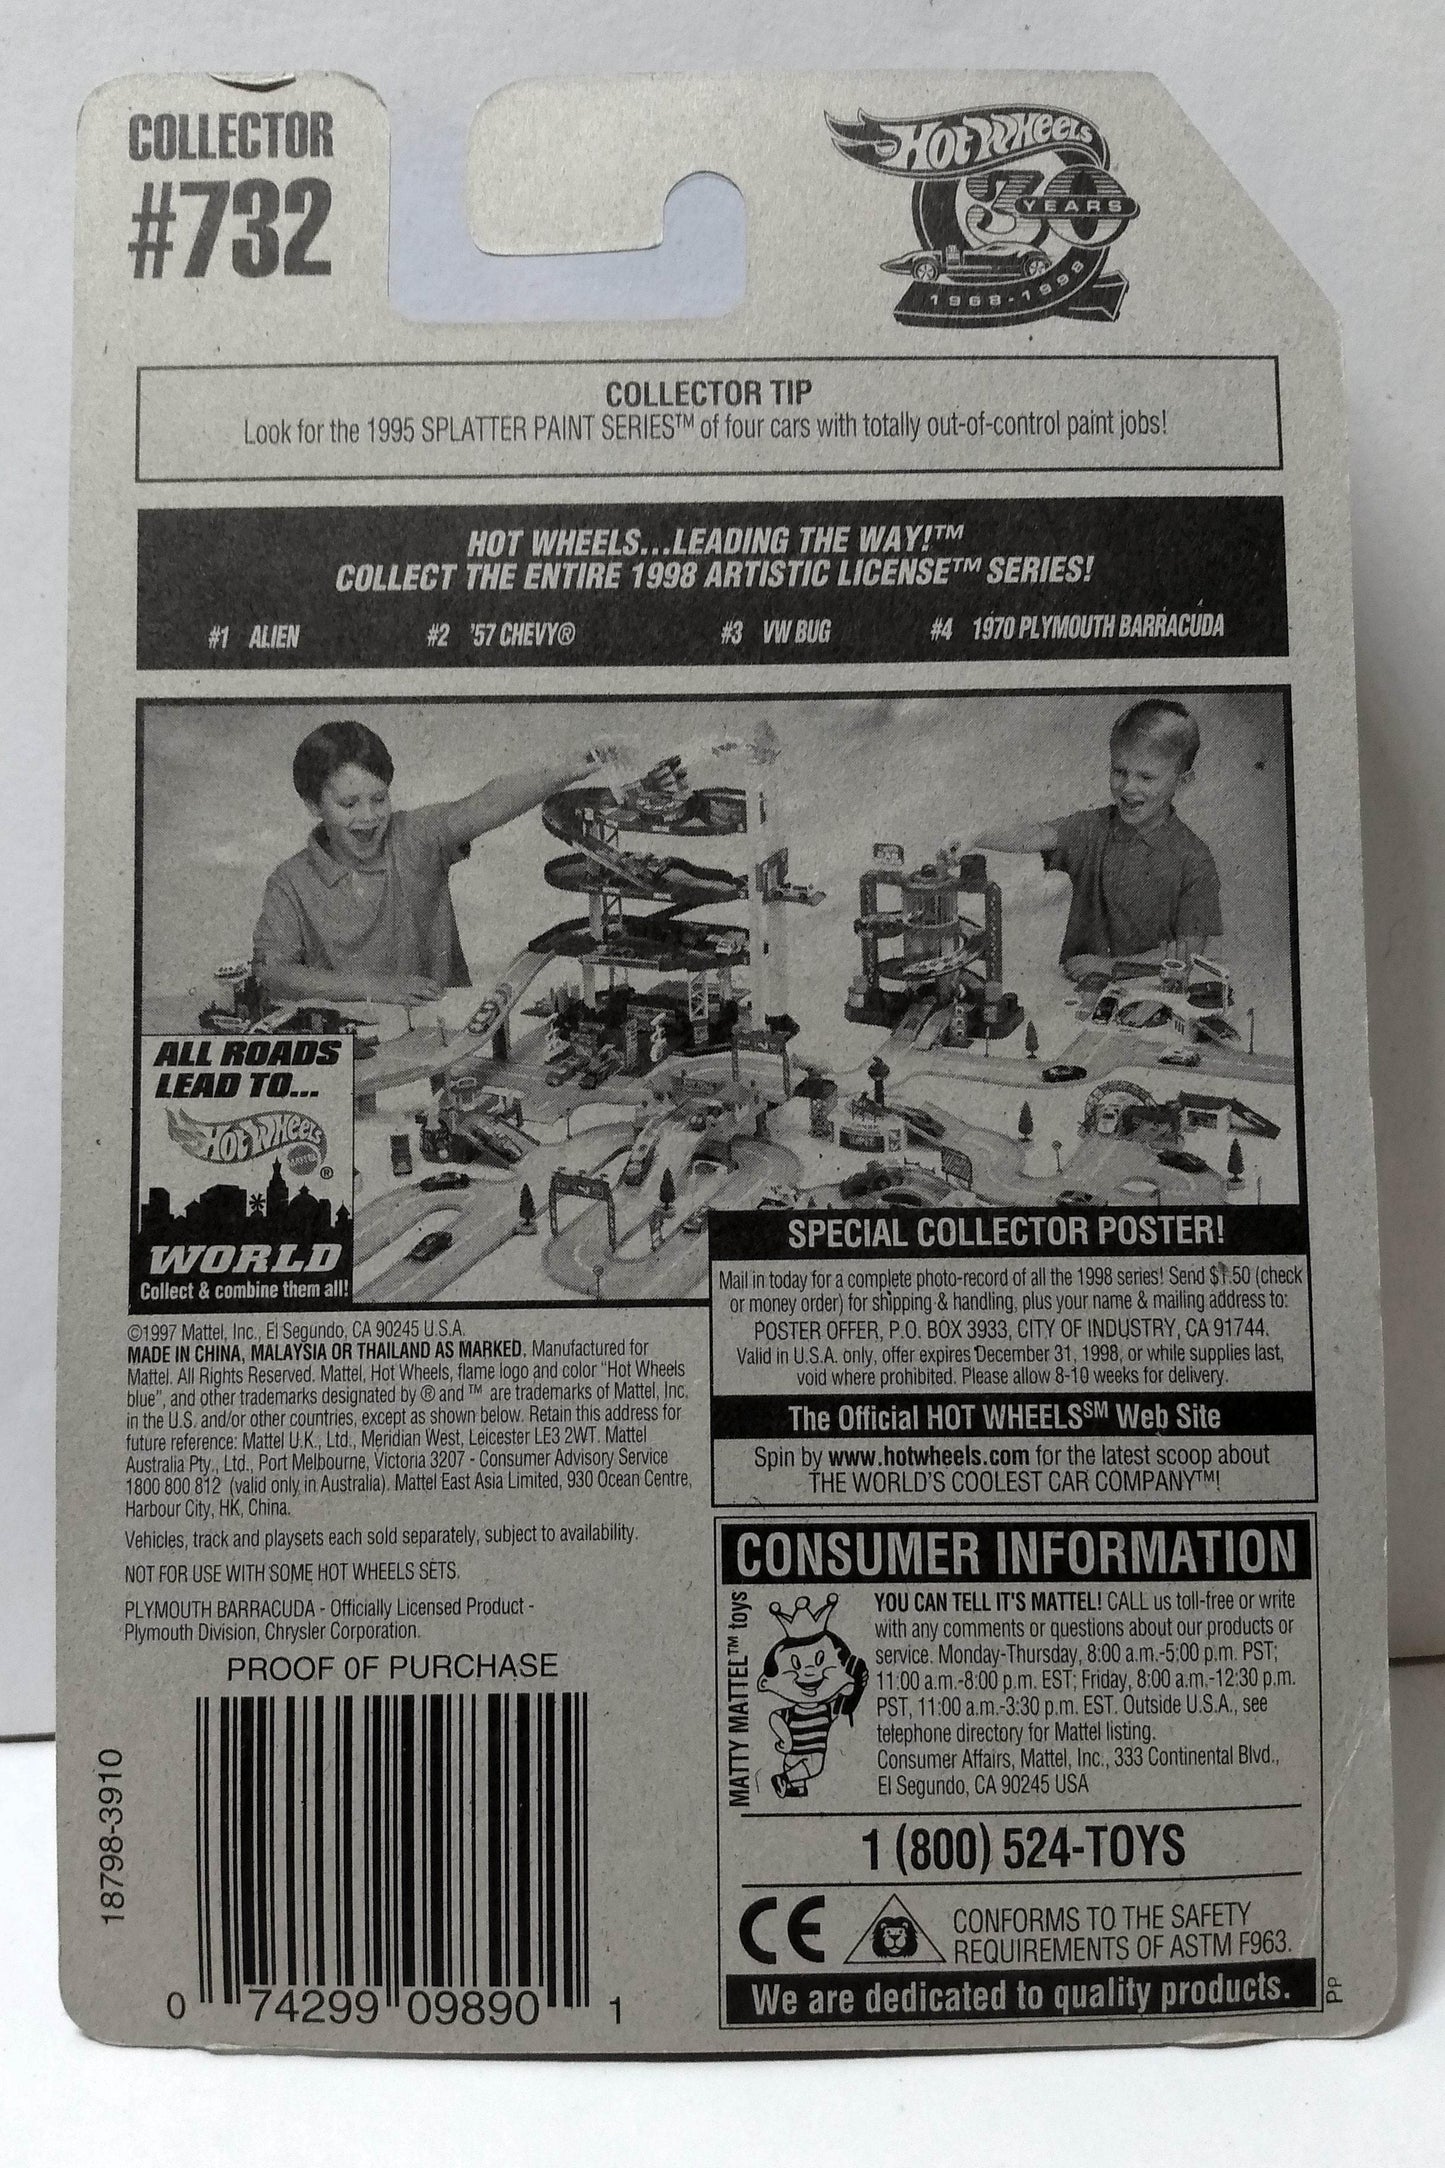 COLLECTOR
#732
HOT WHEELS
30
YEARS
1968-1998
COLLECTOR TIP
Look for the 1995 SPLATTER PAINT SERIES™ of four cars with totally out-of-control paint jobs!
HOT WHEELS...LEADING THE WAY!™
COLLECT THE ENTIRE 1998 ARTISTIC LICENSE™ SERIES!
#1 ALIEN #2 '57 CHEVY® #3 VW BUG #4 1970 PLYMOUTH BARRACUDA
ALL ROADS
LEAD TO...
HOT WHEELS
MATTEL
®
WORLD
Collect & combine them all!
SPECIAL COLLECTOR POSTER!
Mail in today for a complete photo-record of all the 1998 series! Send $1.50 (check
or money order) for shipping & handling, plus your name & mailing address to:
POSTER OFFER, P.O. BOX 3933, CITY OF INDUSTRY, CA 91744.
Valid in U.S.A. only, offer expires December 31, 1998, or while supplies last,
void where prohibited. Please allow 8-10 weeks for delivery.
The Official HOT WHEELS℠ Web Site
Spin by www.hotwheels.com for the latest scoop about
THE WORLD'S COOLEST CAR COMPANY™!
©1997 Mattel, Inc., El Segundo, CA 90245 U.S.A.
MADE IN CHINA, MALAYSIA OR THAILAND AS MARKED. Manufactured for
Mattel. All Rights Reserved. Mattel, Hot Wheels, flame logo and color "Hot Wheels
blue", and other trademarks designated by ® and ™ are trademarks of Mattel, Inc.
in the U.S. and/or other countries, except as shown below. Retain this address for
future reference: Mattel U.K., Ltd., Meridian West, Leicester LE3 2WT. Mattel
Australia Pty., Ltd., Port Melbourne, Victoria 3207 - Consumer Advisory Service
1800 800 812 (valid only in Australia). Mattel East Asia Limited, 930 Ocean Centre,
Harbour City, HK, China.
Vehicles, track and playsets each sold separately, subject to availability.
NOT FOR USE WITH SOME HOT WHEELS SETS.
PLYMOUTH BARRACUDA - Officially Licensed Product -
Plymouth Division, Chrysler Corporation.
PROOF OF PURCHASE
18798-3910
0 74299 09890 1
CONSUMER INFORMATION
MATTY MATTEL™ toys
YOU CAN TELL IT'S MATTEL! CALL us toll-free or write
with any comments or questions about our products or
service. Monday-Thursday, 8:00 a.m.-5:00 p.m. PST;
11:00 a.m.-8:00 p.m. EST; Friday, 8:00 a.m.-12:30 p.m.
PST, 11:00 a.m.-3:30 p.m. EST. Outside U.S.A., see
telephone directory for Mattel listing.
Consumer Affairs, Mattel, Inc., 333 Continental Blvd.,
El Segundo, CA 90245 USA
1 (800) 524-TOYS
CE
CONFORMS TO THE SAFETY
REQUIREMENTS OF ASTM F963.
We are dedicated to quality products.
PP